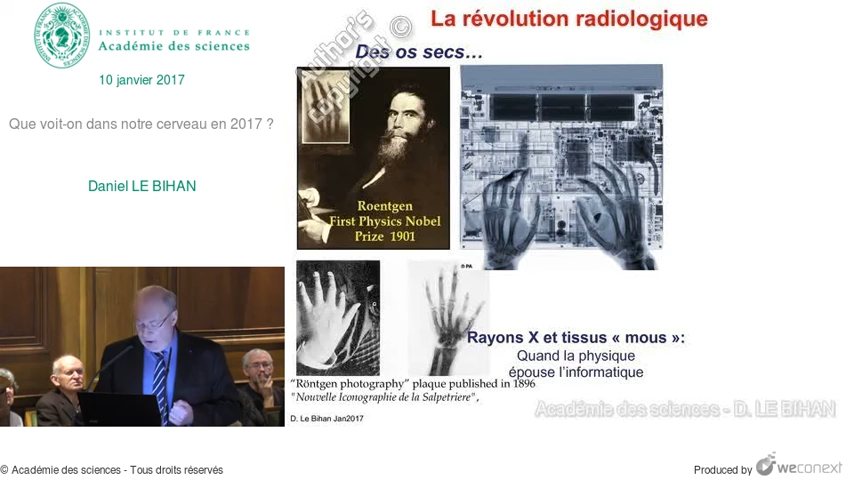 INSTITUT DE FRANCE
Académie des sciences
10 janvier 2017
Que voit-on dans notre cerveau en 2017 ?
Daniel LE BIHAN
La révolution radiologique
Des os secs...
Author's
copyright ©
Roentgen
First Physics Nobel
Prize 1901
© PA
Rayons X et tissus « mous »:
Quand la physique
épouse l'informatique
"Röntgen photography" plaque published in 1896
"Nouvelle Iconographie de la Salpetriere",
D. Le Bihan Jan2017
Académie des sciences - D. LE BIHAN
© Académie des sciences - Tous droits réservés
Produced by weconext